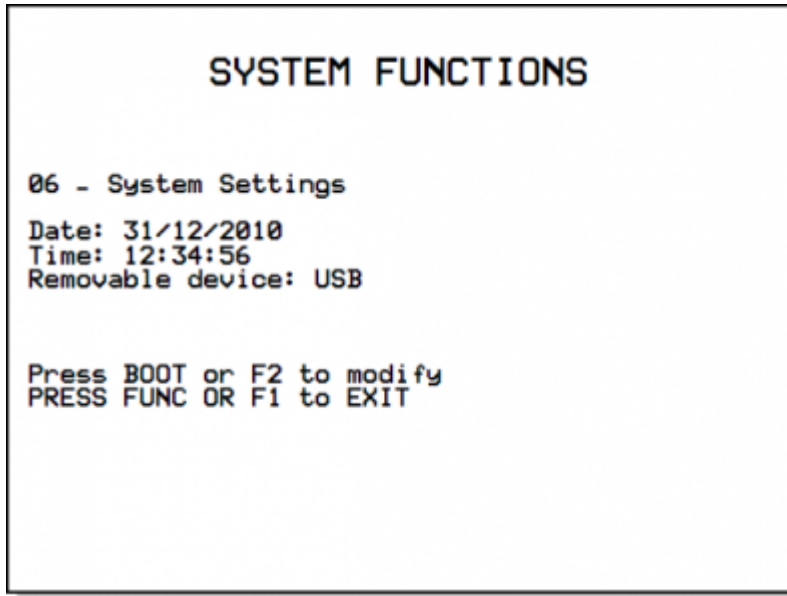 SYSTEM FUNCTIONS
06 - System Settings
Date: 31/12/2010
Time: 12:34:56
Removable device: USB
Press BOOT or F2 to modify
PRESS FUNC OR F1 to EXIT